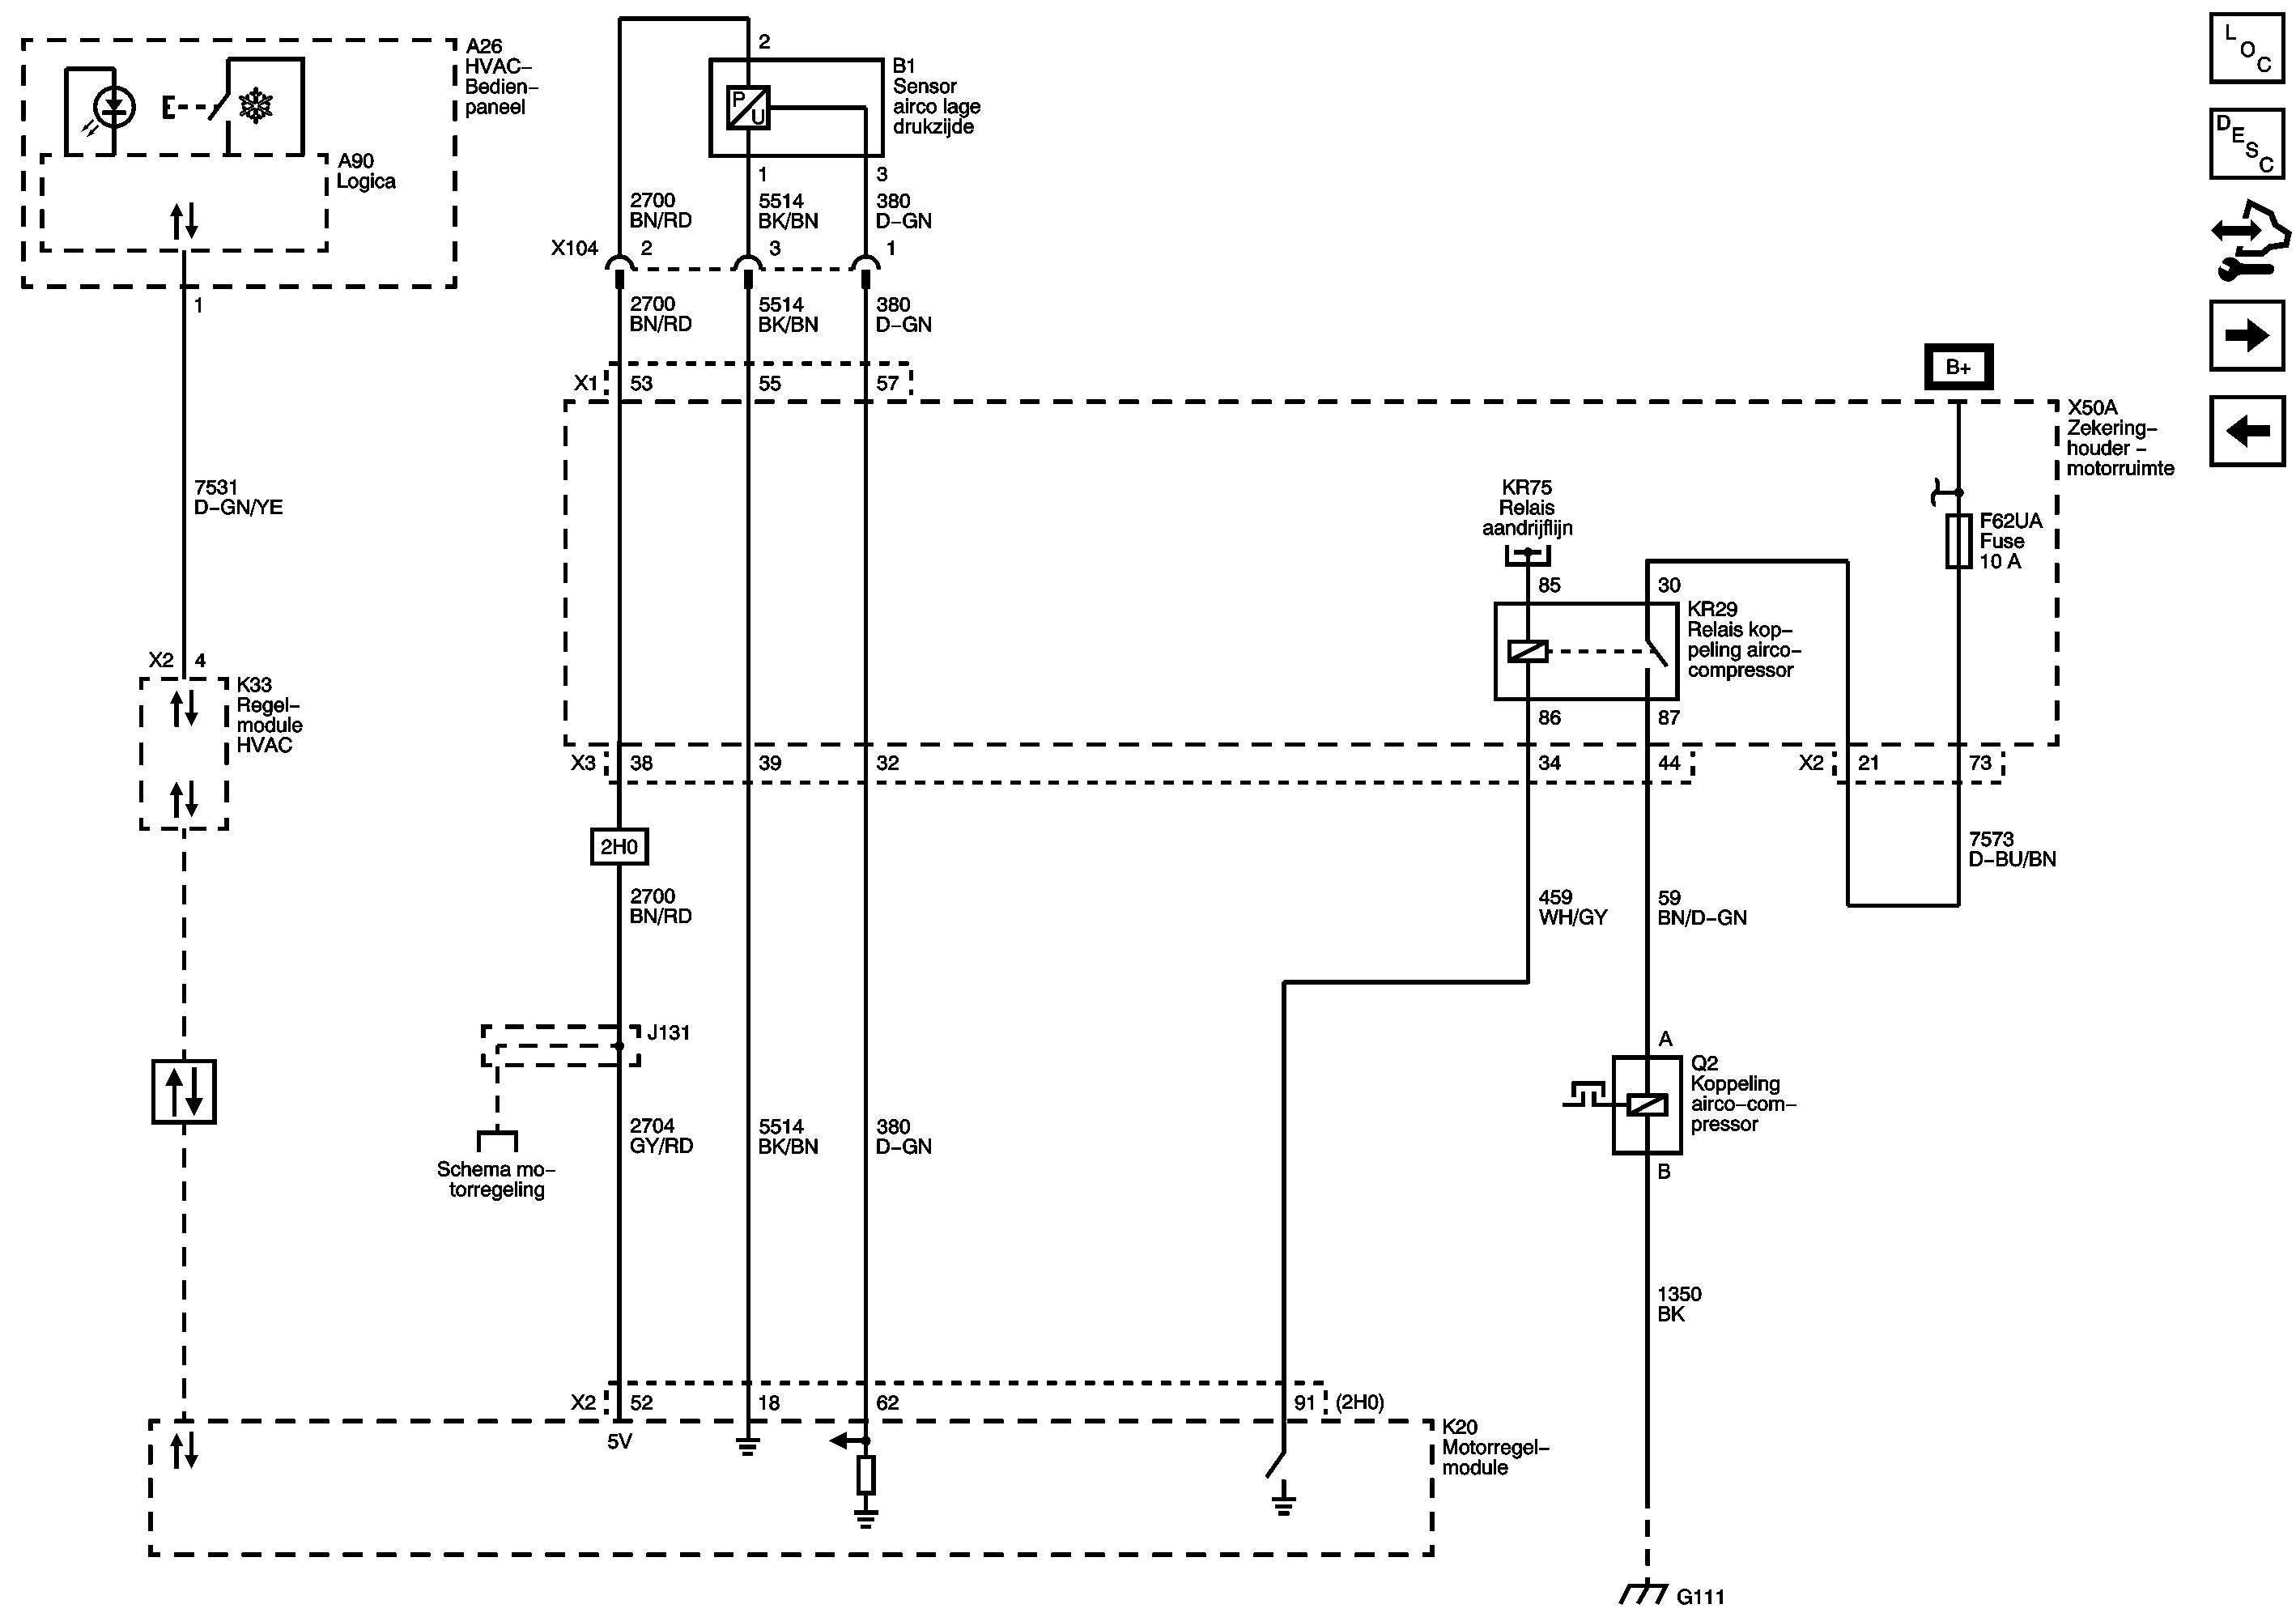 A26
HVAC–
Bedien–
paneel
A90
Logica
1
7531
D–GN/YE
X2 4
K33
Regel–
module
HVAC
2
B1
Sensor
airco lage
drukzijde
P
U
1
3
2700
BN/RD
5514
BK/BN
380
D–GN
X104 2 3 1
2700
BN/RD
5514
BK/BN
380
D–GN
X1 53 55 57
B+
X50A
Zekering–
houder –
motorruimte
KR75
Relais
aandrijflijn
F62UA
Fuse
10 A
85 30
KR29
Relais kop–
peling airco–
compressor
86 87
X3 38 39 32 34 44 X2 21 73
2H0
7573
D–BU/BN
2700
BN/RD
459
WH/GY
59
BN/D–GN
J131
Schema mo–
torregeling
2704
GY/RD
5514
BK/BN
380
D–GN
A
Q2
Koppeling
airco–com–
pressor
B
1350
BK
X2 52 18 62 91 (2H0)
5V
K20
Motorregel–
module
G111
L
O
C
D
E
S
C